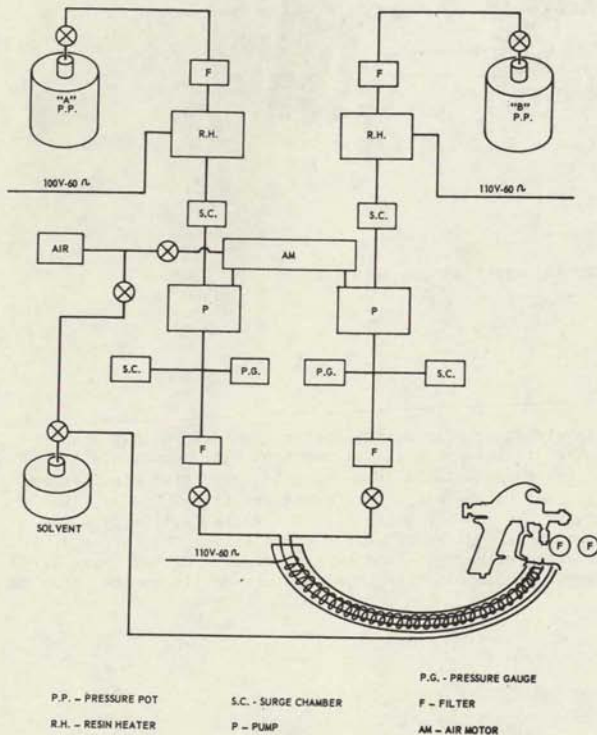 "A"
P.P.
"B"
P.P.
F
F
R.H.
R.H.
100V-60 ∿
110V-60 ∿
S.C.
S.C.
AIR
AM
P
P
S.C.
P.G.
P.G.
S.C.
F
F
SOLVENT
F
F
110V-60 ∿
P.G. - PRESSURE GAUGE
P.P. – PRESSURE POT
S.C. - SURGE CHAMBER
F – FILTER
R.H. – RESIN HEATER
P – PUMP
AM – AIR MOTOR